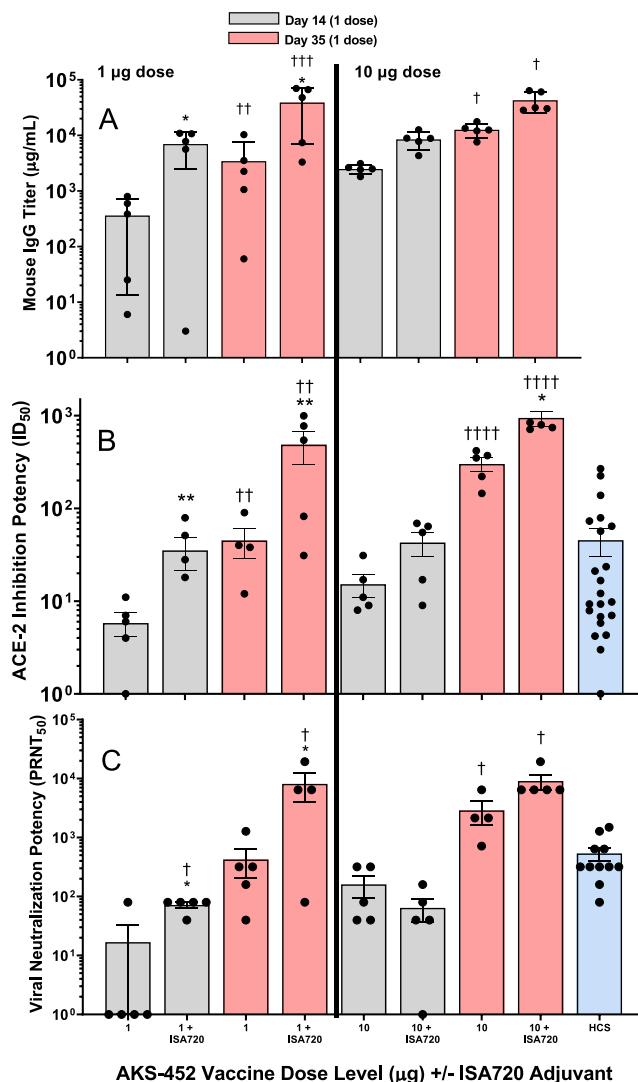 Day 14 (1 dose)
Day 35 (1 dose)
1 µg dose
10 µg dose
A
Mouse IgG Titer (µg/mL)
10⁵
10⁴
10³
10²
10¹
10⁰
*
††
†††
*
†
†
B
ACE-2 Inhibition Potency (ID₅₀)
10³
10²
10¹
10⁰
**
††
††
**
††††
††††
*
C
Viral Neutralization Potency (PRNT₅₀)
10⁵
10⁴
10³
10²
10¹
10⁰
†
*
†
*
†
†
1
1 +
ISA720
1
1 +
ISA720
10
10 +
ISA720
10
10 +
ISA720
HCS
AKS-452 Vaccine Dose Level (µg) +/- ISA720 Adjuvant